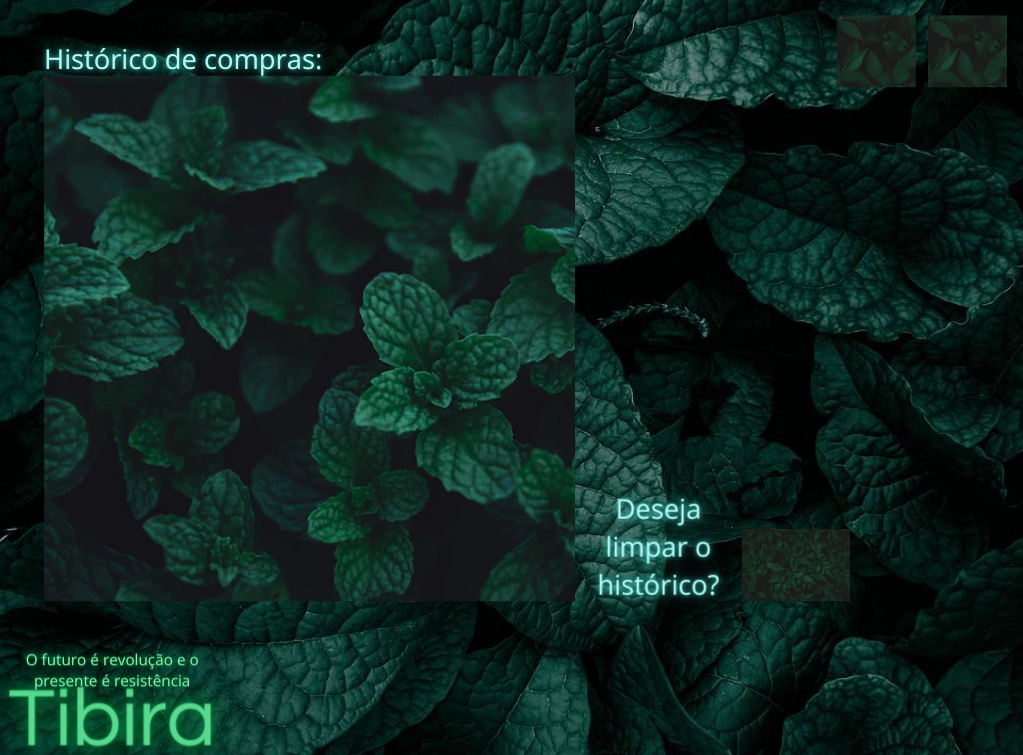 Histórico de compras:
Deseja
limpar o
histórico?
O futuro é revolução e o
presente é resistência
Tibira